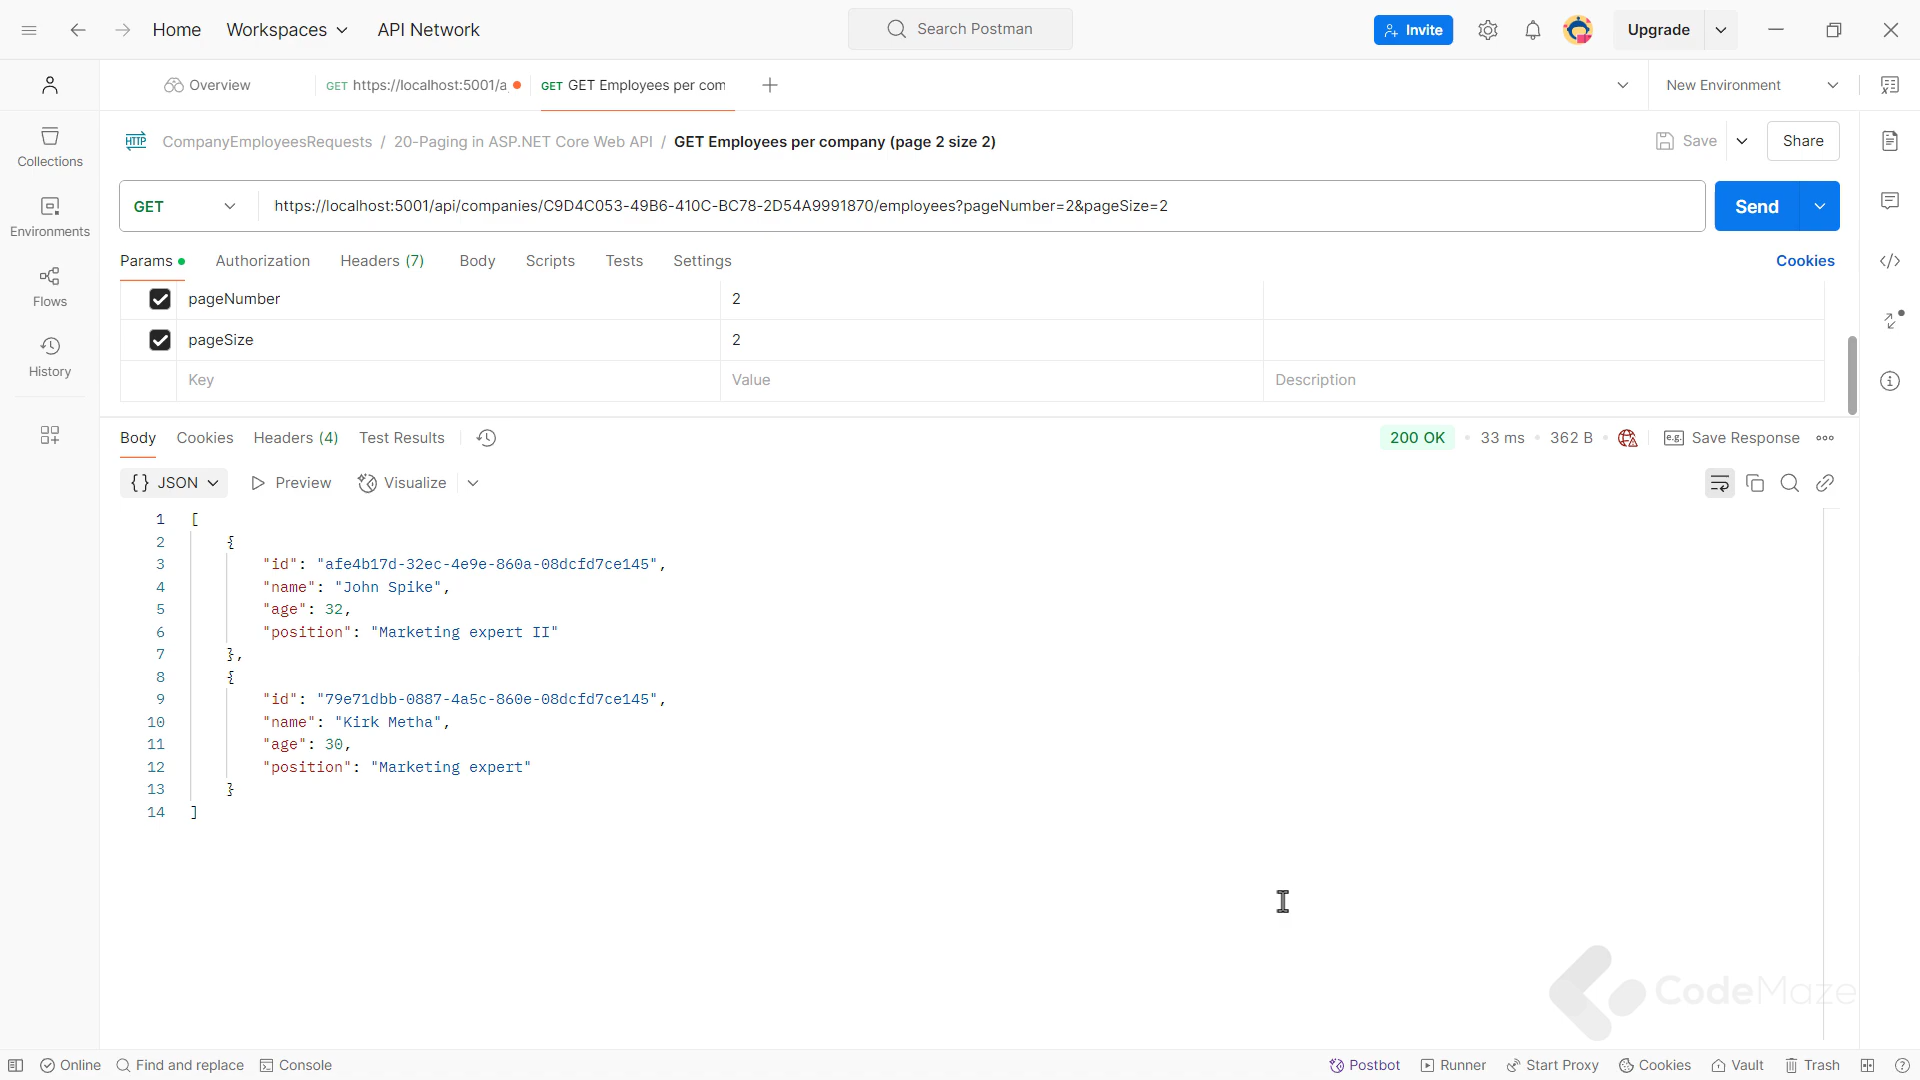 Home Workspaces API Network Search Postman Invite Upgrade
Overview GET https://localhost:5001/a GET GET Employees per com New Environment
HTTP CompanyEmployeesRequests / 20-Paging in ASP.NET Core Web API / GET Employees per company (page 2 size 2) Save Share
Collections
GET https://localhost:5001/api/companies/C9D4C053-49B6-410C-BC78-2D54A9991870/employees?pageNumber=2&pageSize=2 Send
Environments
Params Authorization Headers (7) Body Scripts Tests Settings Cookies
Flows
pageNumber 2
pageSize 2
History
Key Value Description
Body Cookies Headers (4) Test Results 200 OK 33 ms 362 B e.g. Save Response
{} JSON Preview Visualize
1 [
2 {
3 "id": "afe4b17d-32ec-4e9e-860a-08dcfd7ce145",
4 "name": "John Spike",
5 "age": 32,
6 "position": "Marketing expert II"
7 },
8 {
9 "id": "79e71dbb-0887-4a5c-860e-08dcfd7ce145",
10 "name": "Kirk Metha",
11 "age": 30,
12 "position": "Marketing expert"
13 }
14 ]
CodeMaze
Online Find and replace Console Postbot Runner Start Proxy Cookies Vault Trash